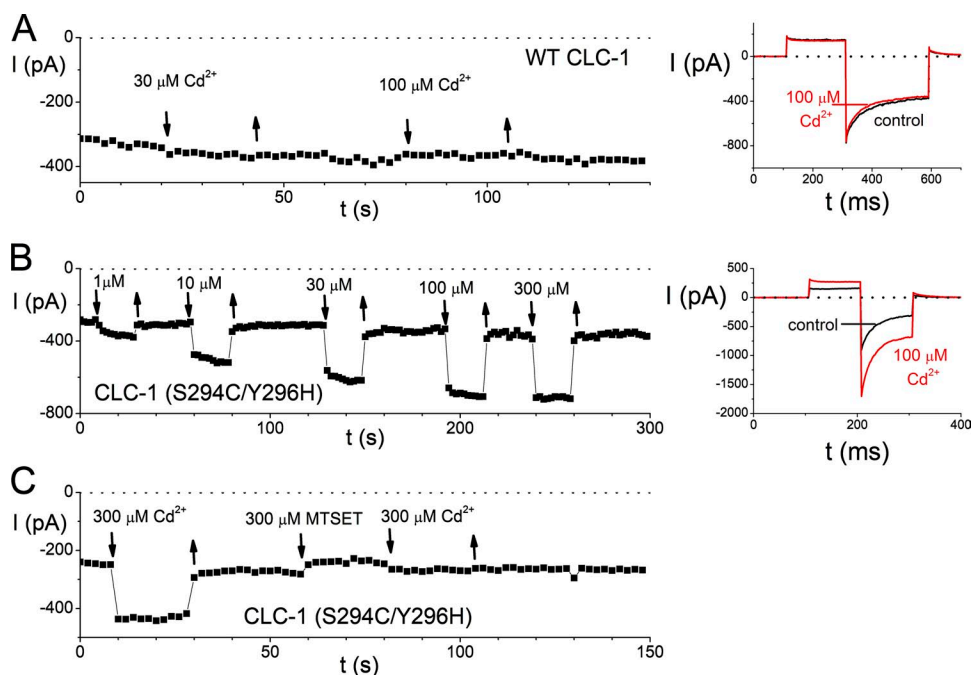 A
0
I (pA)
-200
-400
0
50
100
t (s)
30 μM Cd²⁺
100 μM Cd²⁺
WT CLC-1
I (pA)
0
-400
-800
0
200
400
600
t (ms)
100 μM
Cd²⁺
control
B
0
I (pA)
-400
-800
0
100
200
300
t (s)
1μM
10 μM
30 μM
100 μM
300 μM
CLC-1 (S294C/Y296H)
I (pA)
500
0
-500
-1000
-1500
-2000
0
200
400
t (ms)
control
100 μM
Cd²⁺
C
0
I (pA)
-200
-400
0
50
100
150
t (s)
300 μM Cd²⁺
300 μM MTSET
300 μM Cd²⁺
CLC-1 (S294C/Y296H)